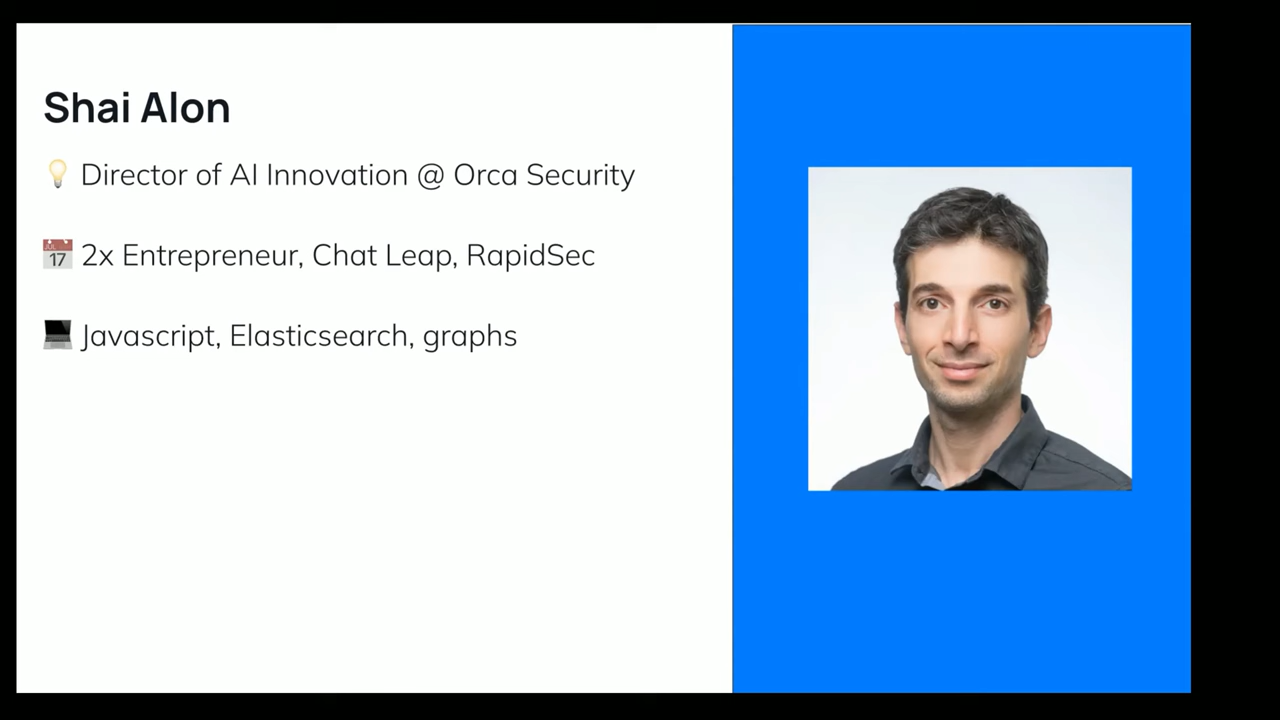 Shai Alon
💡 Director of AI Innovation @ Orca Security
📅 2x Entrepreneur, Chat Leap, RapidSec
💻 Javascript, Elasticsearch, graphs